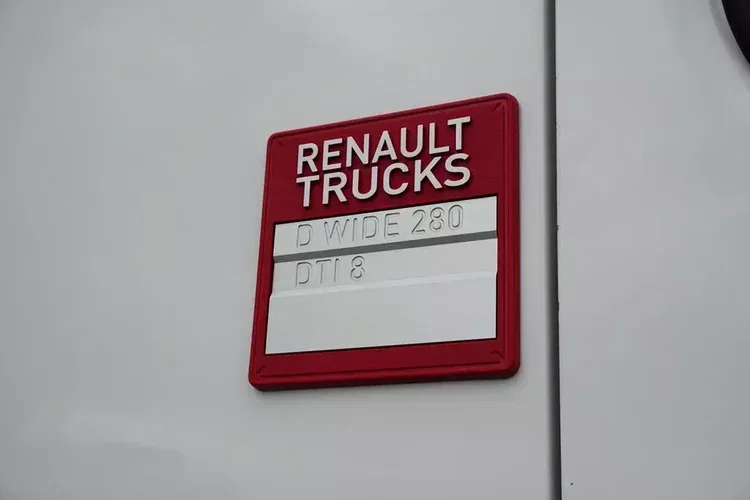 RENAULT
TRUCKS
D WIDE 280
DTI 8